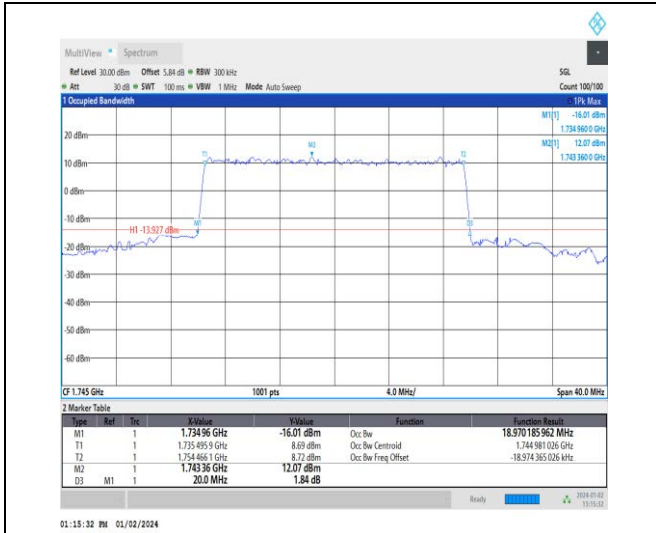 MultiView Spectrum
Ref Level 30.00 dBm Offset 5.84 dB RBW 300 kHz SGL
Att 30 dB SWT 100 ms VBW 1 MHz Mode Auto Sweep Count 100/100
1 Occupied Bandwidth 1Pk Max
M1[1] -16.01 dBm
1.734 960 0 GHz
M2[1] 12.07 dBm
1.743 360 0 GHz
20 dBm
T1 M2 T2
10 dBm
0 dBm
-10 dBm
M1 D3
H1 -13.927 dBm
-20 dBm
-30 dBm
-40 dBm
-50 dBm
-60 dBm
CF 1.745 GHz 1001 pts 4.0 MHz/ Span 40.0 MHz
2 Marker Table
Type Ref Trc X-Value Y-Value Function Function Result
M1 1 1.734 96 GHz -16.01 dBm Occ Bw 18.970 185 962 MHz
T1 1 1.735 495 9 GHz 8.69 dBm Occ Bw Centroid 1.744 981 026 GHz
T2 1 1.754 466 1 GHz 8.72 dBm Occ Bw Freq Offset -18.974 365 026 kHz
M2 1 1.743 36 GHz 12.07 dBm
D3 M1 1 20.0 MHz 1.84 dB
Ready 2024-01-02
13:15:32
01:15:32 PM 01/02/2024